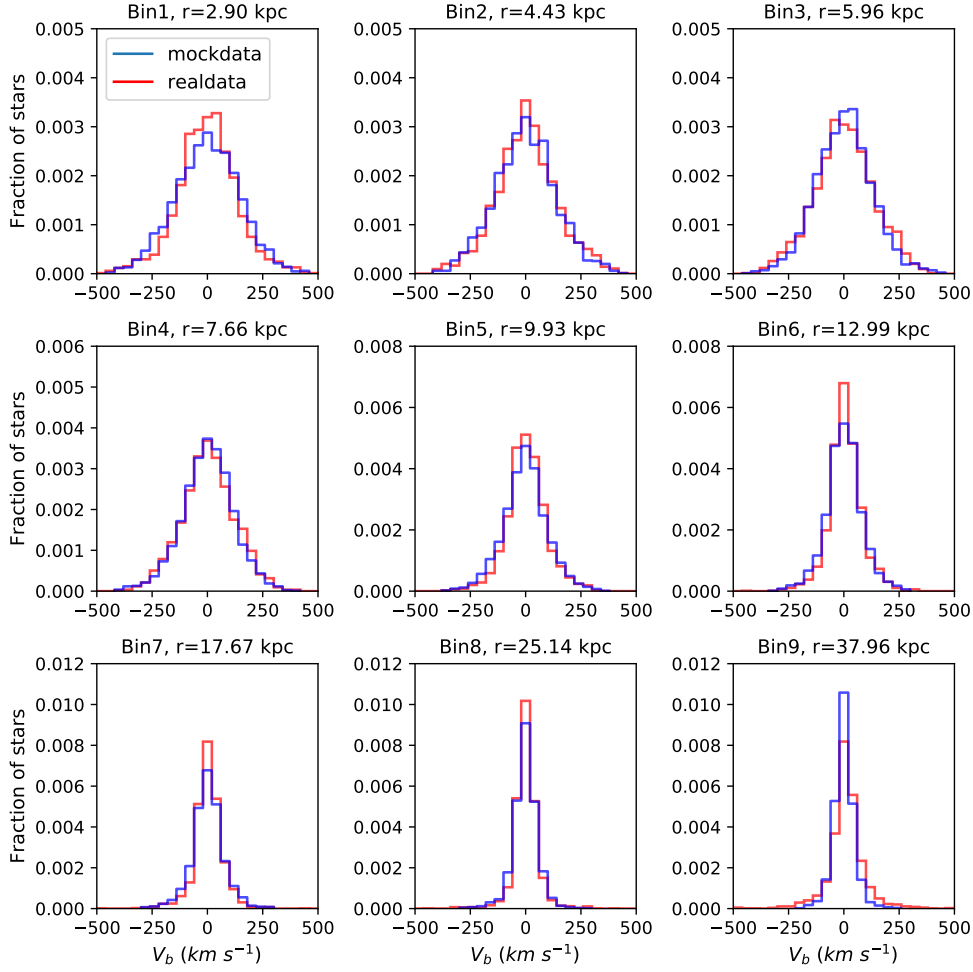 Bin1, r=2.90 kpc
Bin2, r=4.43 kpc
Bin3, r=5.96 kpc
Fraction of stars
0.005
0.004
0.003
0.002
0.001
0.000
mockdata
realdata
−500 −250 0 250 500
0.005
0.004
0.003
0.002
0.001
0.000
−500 −250 0 250 500
0.005
0.004
0.003
0.002
0.001
0.000
−500 −250 0 250 500
Bin4, r=7.66 kpc
Bin5, r=9.93 kpc
Bin6, r=12.99 kpc
Fraction of stars
0.006
0.005
0.004
0.003
0.002
0.001
0.000
−500 −250 0 250 500
0.008
0.006
0.004
0.002
0.000
−500 −250 0 250 500
0.008
0.006
0.004
0.002
0.000
−500 −250 0 250 500
Bin7, r=17.67 kpc
Bin8, r=25.14 kpc
Bin9, r=37.96 kpc
Fraction of stars
0.012
0.010
0.008
0.006
0.004
0.002
0.000
−500 −250 0 250 500
V_b (km s⁻¹)
0.012
0.010
0.008
0.006
0.004
0.002
0.000
−500 −250 0 250 500
V_b (km s⁻¹)
0.012
0.010
0.008
0.006
0.004
0.002
0.000
−500 −250 0 250 500
V_b (km s⁻¹)